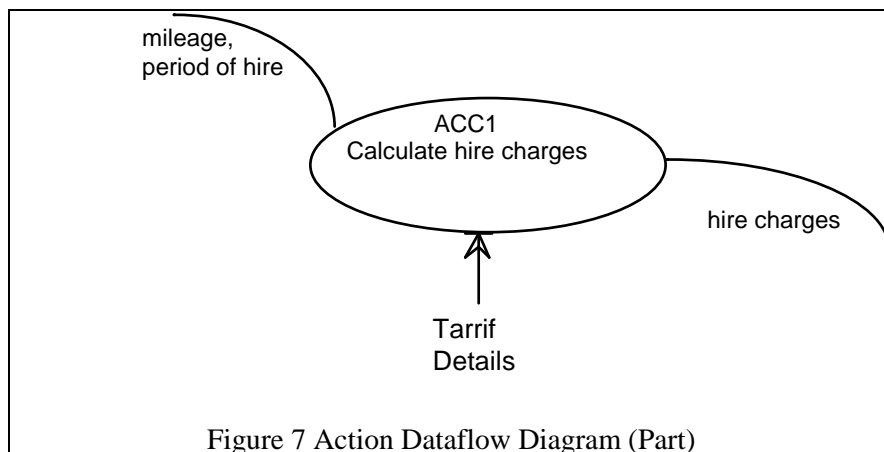 mileage,
period of hire
ACC1
Calculate hire charges
hire charges
Tarrif
Details
Figure 7 Action Dataflow Diagram (Part)